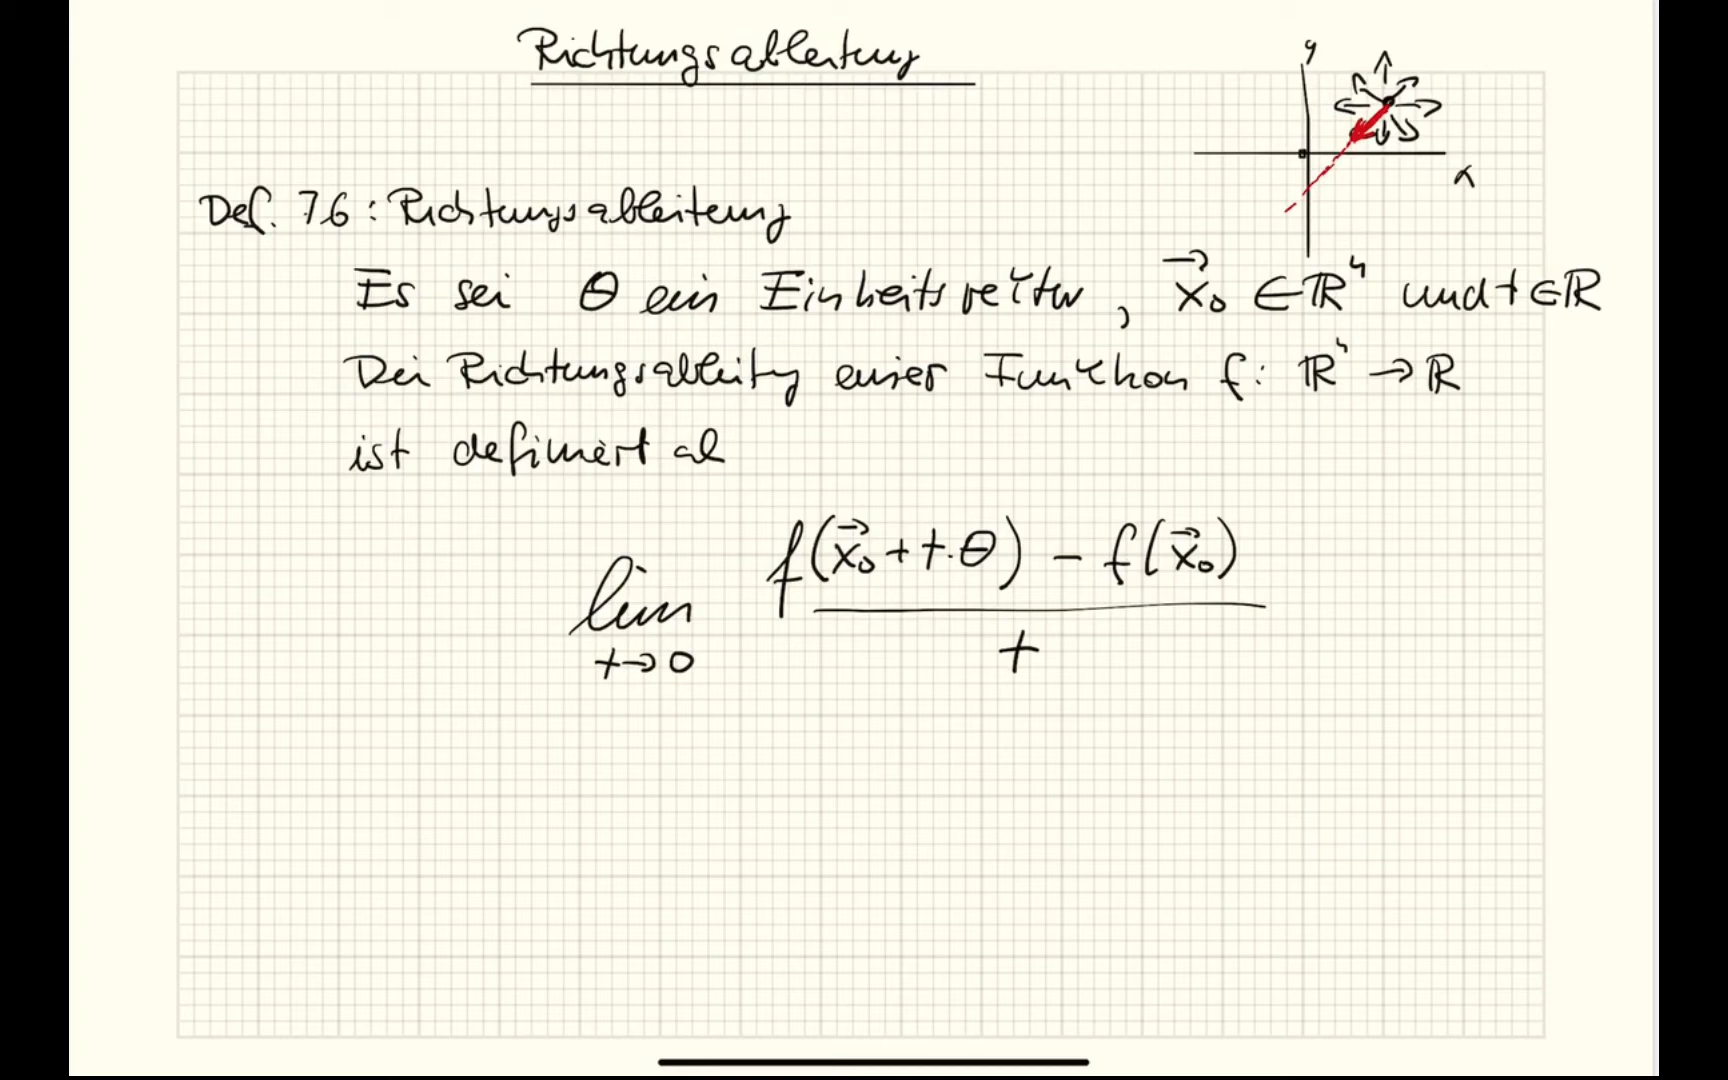 Richtungsableitung
y
x
Def. 7.6: Richtungsableitung
Es sei Θ ein Einheitsvektor, x⃗₀ ∈ ℝⁿ und t ∈ ℝ
Die Richtungsableitung einer Funktion f: ℝⁿ → ℝ
ist definiert als
lim t→0 (f(x⃗₀ + t·Θ) - f(x⃗₀)) / t